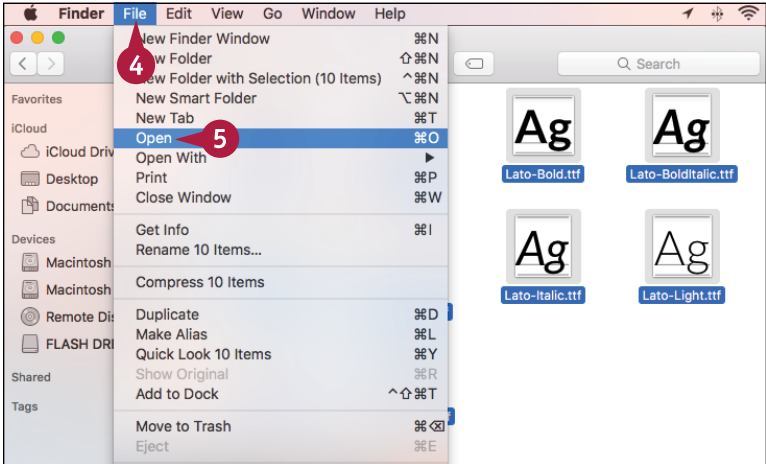 Finder File Edit View Go Window Help
4
New Finder Window ⌘N
New Folder ⇧⌘N
New Folder with Selection (10 Items) ^⌘N
New Smart Folder ⌥⌘N
New Tab ⌘T
Open 5 ⌘O
Open With ▶
Print ⌘P
Close Window ⌘W
Get Info ⌘I
Rename 10 Items...
Compress 10 Items
Duplicate ⌘D
Make Alias ⌘L
Quick Look 10 Items ⌘Y
Show Original ⌘R
Add to Dock ^⇧⌘T
Move to Trash ⌘⌫
Eject ⌘E
Favorites
iCloud
iCloud Driv
Desktop
Documents
Devices
Macintosh
Macintosh
Remote Dis
FLASH DRI
Shared
Tags
Search
Ag Ag
Lato-Bold.ttf Lato-BoldItalic.ttf
Ag Ag
Lato-Italic.ttf Lato-Light.ttf